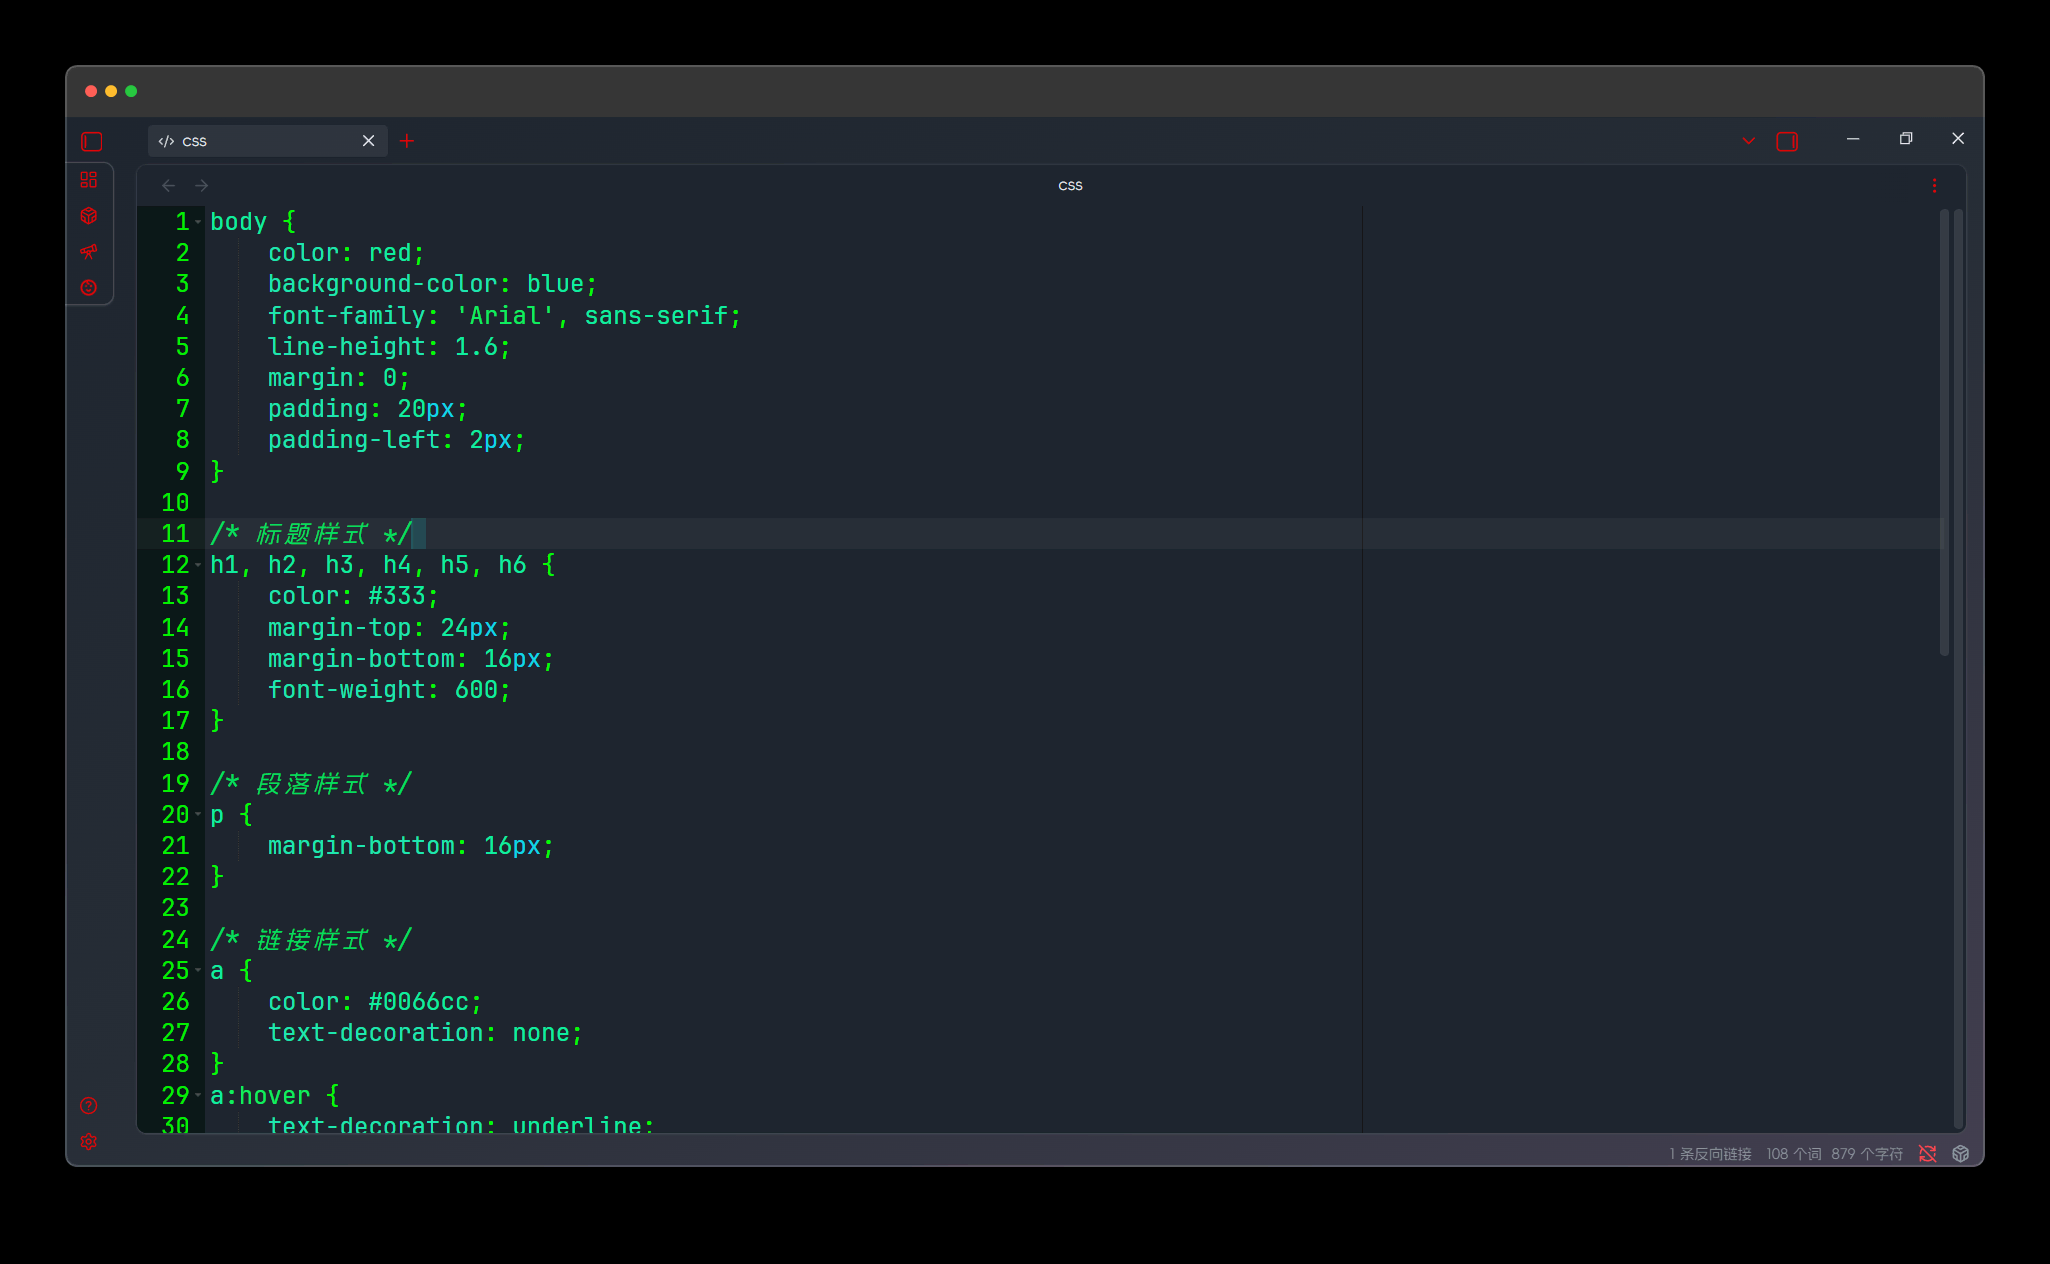 CSS
CSS
1 body {
2     color: red;
3     background-color: blue;
4     font-family: 'Arial', sans-serif;
5     line-height: 1.6;
6     margin: 0;
7     padding: 20px;
8     padding-left: 2px;
9 }
10
11 /* 标题样式 */
12 h1, h2, h3, h4, h5, h6 {
13     color: #333;
14     margin-top: 24px;
15     margin-bottom: 16px;
16     font-weight: 600;
17 }
18
19 /* 段落样式 */
20 p {
21     margin-bottom: 16px;
22 }
23
24 /* 链接样式 */
25 a {
26     color: #0066cc;
27     text-decoration: none;
28 }
29 a:hover {
30     text-decoration: underline;
1 条反向链接 108 个词 879 个字符